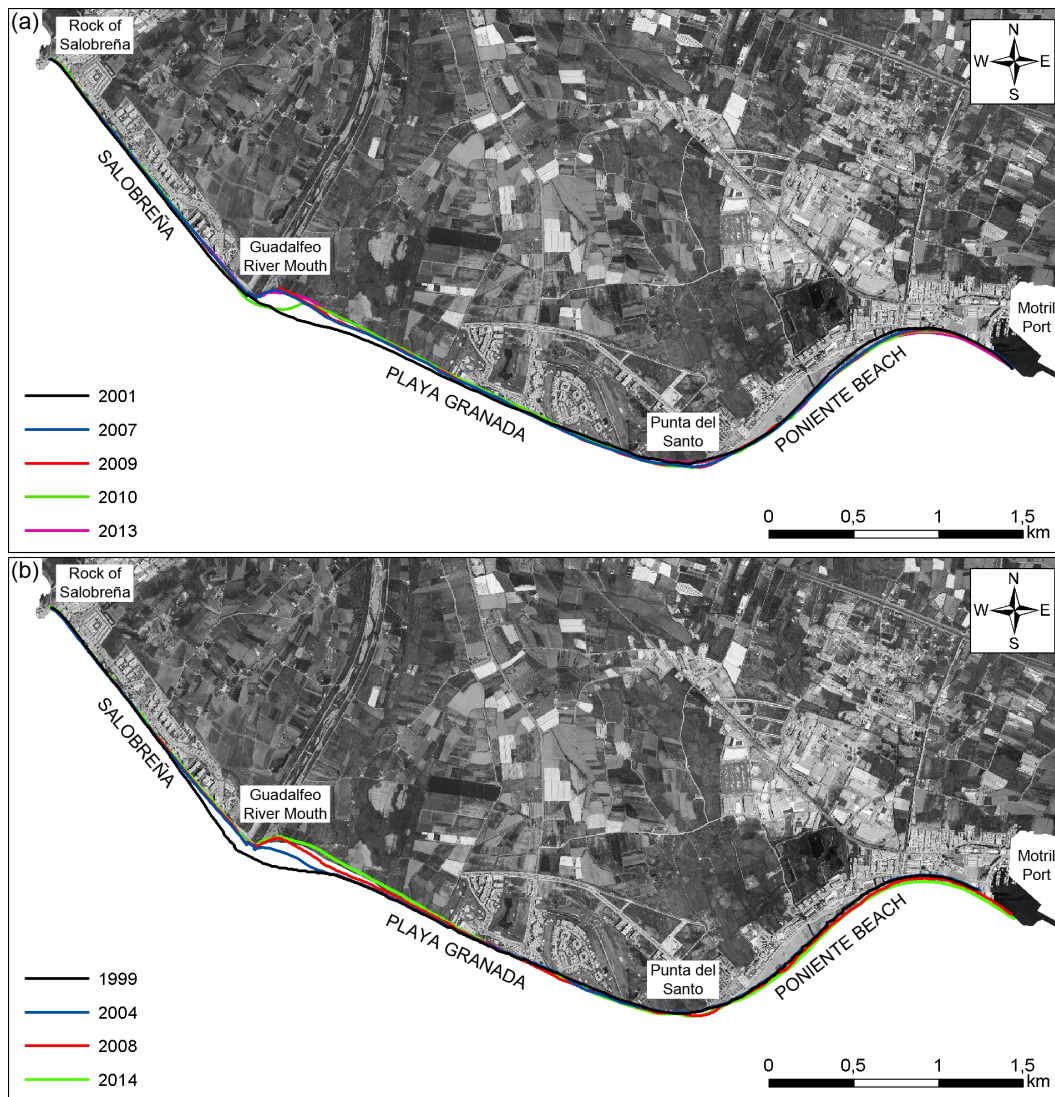 (a)
Rock of
Salobreña
N
W E
S
SALOBREÑA
Guadalfeo
River Mouth
Motril
Port
PLAYA GRANADA
Punta del
Santo
PONIENTE BEACH
2001
2007
2009
2010
2013
0 0,5 1 1,5
km
(b)
Rock of
Salobreña
N
W E
S
SALOBREÑA
Guadalfeo
River Mouth
Motril
Port
PLAYA GRANADA
Punta del
Santo
PONIENTE BEACH
1999
2004
2008
2014
0 0,5 1 1,5
km